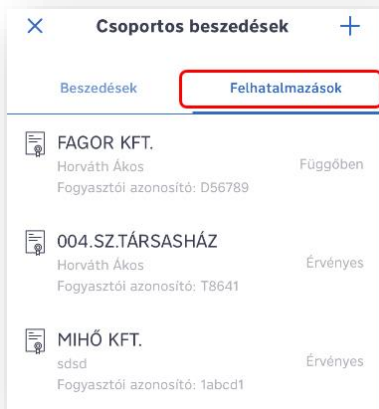 Csoportos beszedések
Beszedések Felhatalmazások
FAGOR KFT.
Horváth Ákos Függőben
Fogyasztói azonosító: D56789
004.SZ.TÁRSASHÁZ
Horváth Ákos Érvényes
Fogyasztói azonosító: T8641
MIHŐ KFT.
sdsd Érvényes
Fogyasztói azonosító: 1abcd1